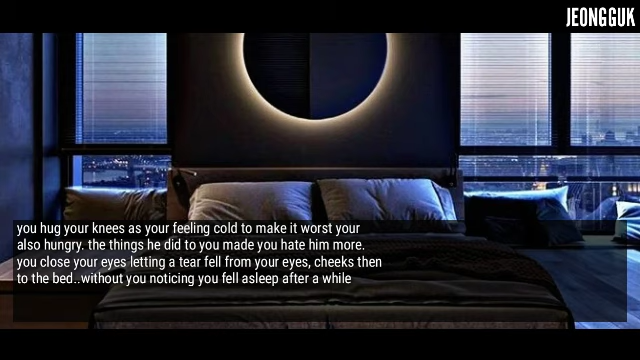 JEONGGUK
you hug your knees as your feeling cold to make it worst your
also hungry. the things he did to you made you hate him more.
you close your eyes letting a tear fell from your eyes, cheeks then
to the bed..without you noticing you fell asleep after a while